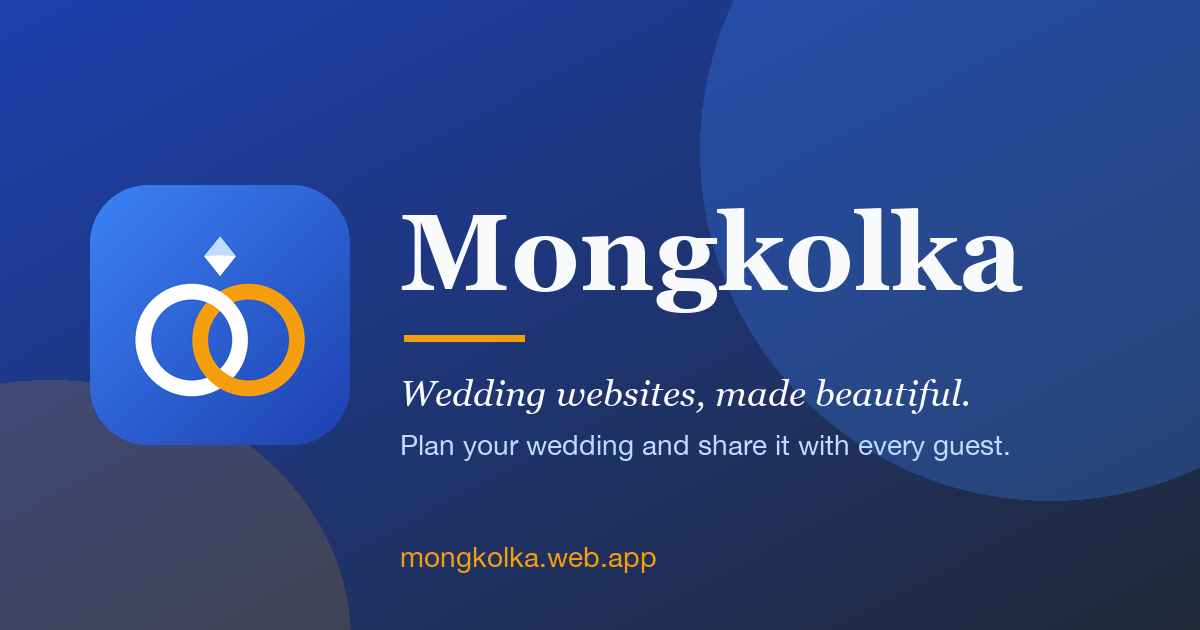 Mongkolka
Wedding websites, made beautiful.
Plan your wedding and share it with every guest.
mongkolka.web.app